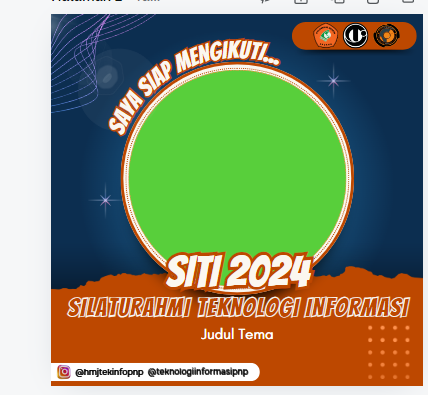 SAYA SIAP MENGIKUTI...
SITI 2024
SILATURAHMI TEKNOLOGI INFORMASI
Judul Tema
@hmjtekinfopnp @teknologiinformasipnp